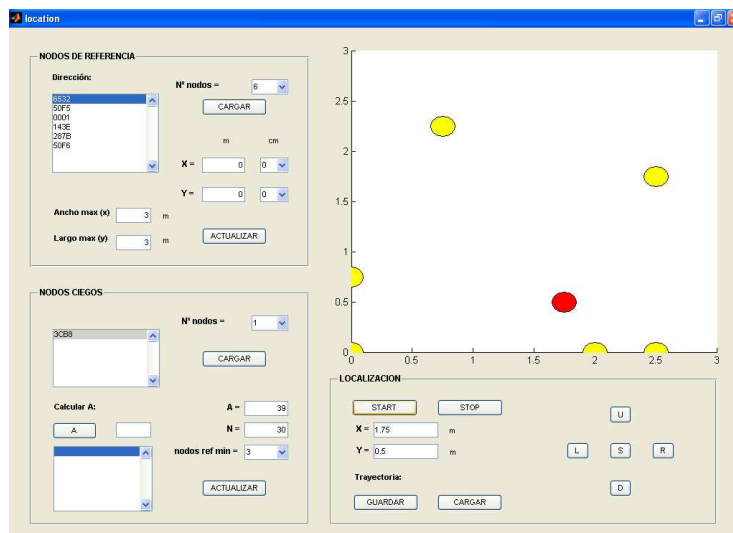 location
NODOS DE REFERENCIA
Dirección:
6532
50F5
0001
143E
287B
50F6
Nº nodos = 6
CARGAR
m cm
X = 0 0
Y = 0 0
Ancho max (x) 3 m
Largo max (y) 3 m
ACTUALIZAR
NODOS CIEGOS
3CB8
Nº nodos = 1
CARGAR
Calcular A:
A
A = 39
N = 30
nodos ref min = 3
ACTUALIZAR
3
2.5
2
1.5
1
0.5
0
0 0.5 1 1.5 2 2.5 3
LOCALIZACION
START STOP
X = 1.75 m
Y = 0.5 m
Trayectoria:
GUARDAR CARGAR
U
L S R
D